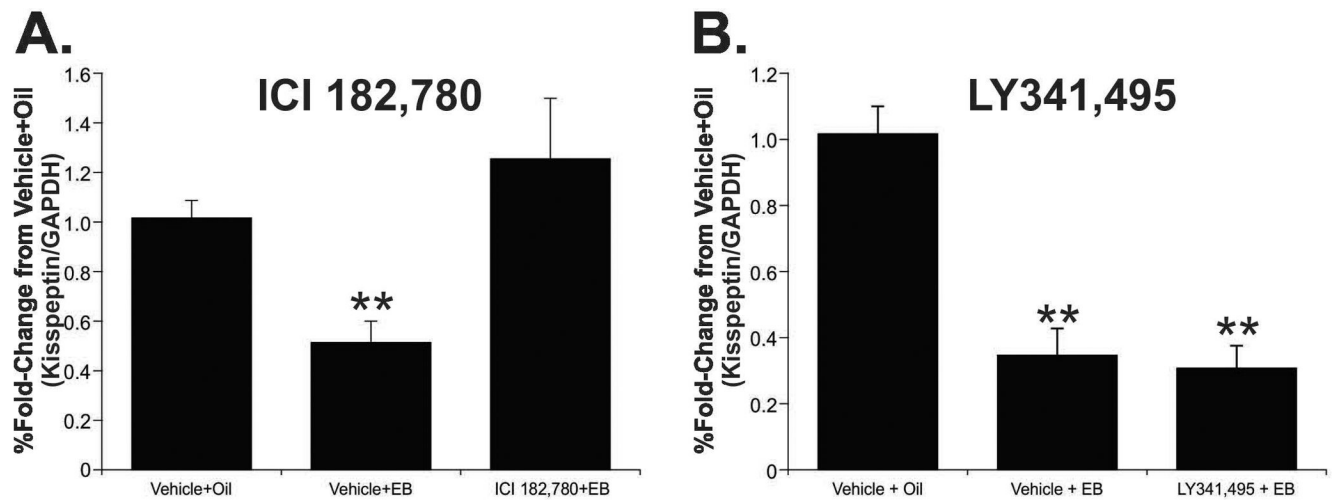 A.
ICI 182,780
%Fold-Change from Vehicle+Oil
(Kisspeptin/GAPDH)
1.6
1.4
1.2
1.0
0.8
0.6
0.4
0.2
0
**
Vehicle+Oil
Vehicle+EB
ICI 182,780+EB
B.
LY341,495
%Fold-Change from Vehicle+Oil
(Kisspeptin/GAPDH)
1.2
1.0
0.8
0.6
0.4
0.2
0
**
**
Vehicle + Oil
Vehicle + EB
LY341,495 + EB